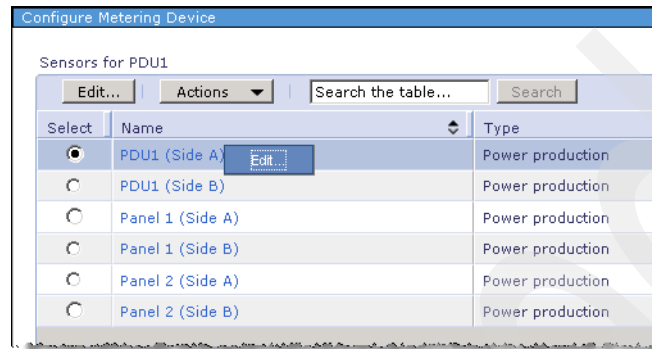 Configure Metering Device
Sensors for PDU1
Edit... Actions Search the table... Search
Select Name Type
PDU1 (Side A) Edit... Power production
PDU1 (Side B) Power production
Panel 1 (Side A) Power production
Panel 1 (Side B) Power production
Panel 2 (Side A) Power production
Panel 2 (Side B) Power production